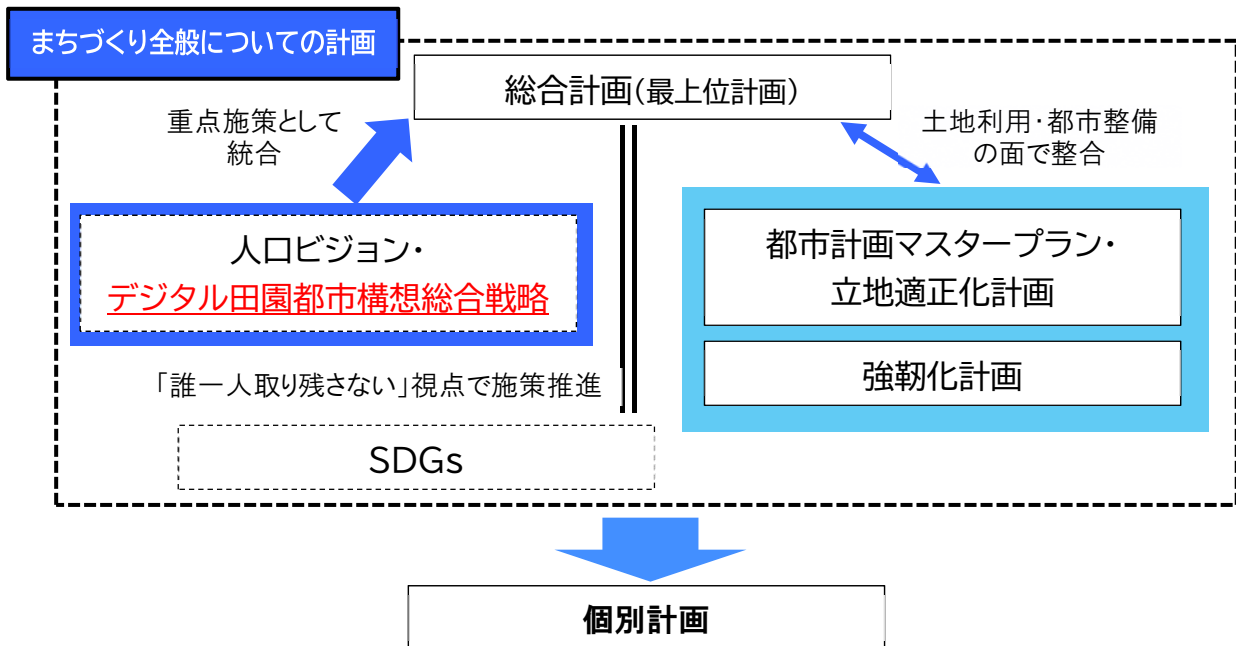 まちづくり全般についての計画
総合計画(最上位計画)
重点施策として
統合
土地利用・都市整備
の面で整合
人口ビジョン・
デジタル田園都市構想総合戦略
都市計画マスタープラン・
立地適正化計画
強靭化計画
「誰一人取り残さない」視点で施策推進
SDGs
個別計画